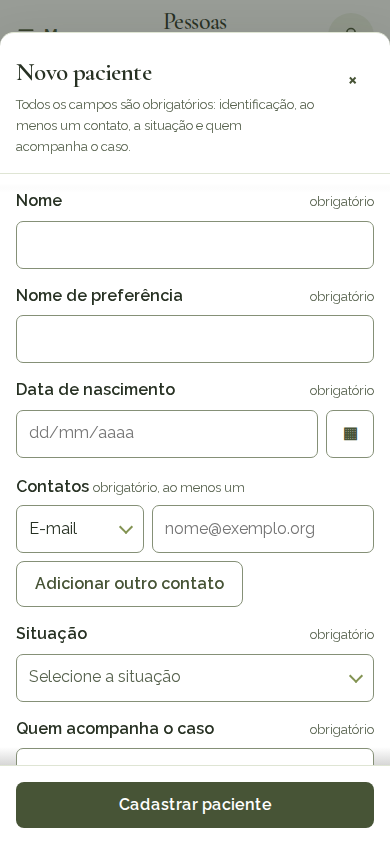 Pessoas
Novo paciente
×
Todos os campos são obrigatórios: identificação, ao
menos um contato, a situação e quem
acompanha o caso.
Nome obrigatório
Nome de preferência obrigatório
Data de nascimento obrigatório
dd/mm/aaaa
Contatos obrigatório, ao menos um
E-mail nome@exemplo.org
Adicionar outro contato
Situação obrigatório
Selecione a situação
Quem acompanha o caso obrigatório
Cadastrar paciente